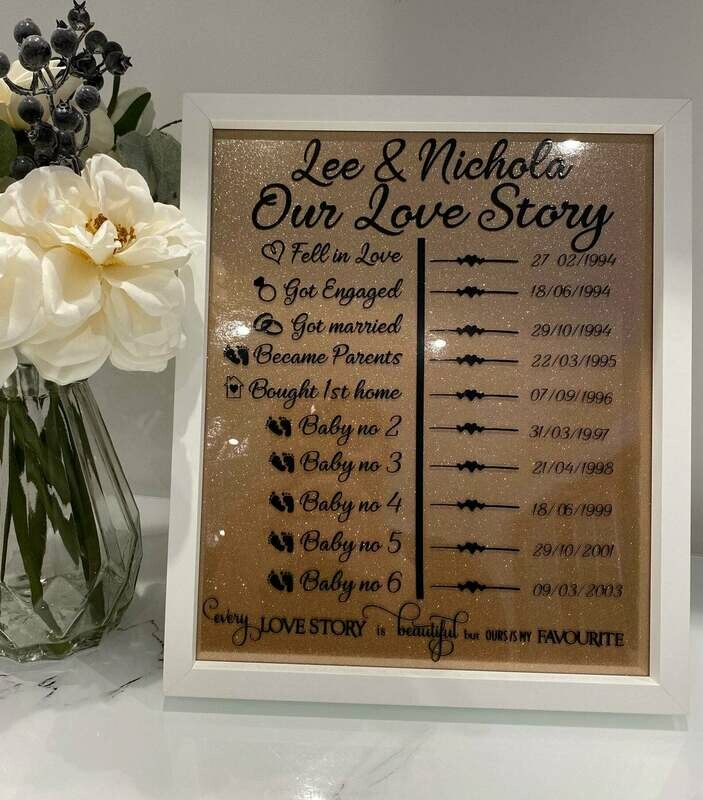 Lee & Nichola
Our Love Story
Fell in Love 27 02/1994
Got Engaged 18/06/1994
Got married 29/10/1994
Became Parents 22/03/1995
Bought 1st home 07/09/1996
Baby no 2 31/03/1997
Baby no 3 21/04/1998
Baby no 4 18/06/1999
Baby no 5 29/10/2001
Baby no 6 09/03/2003
every LOVE STORY is beautiful but OURS IS MY FAVOURITE